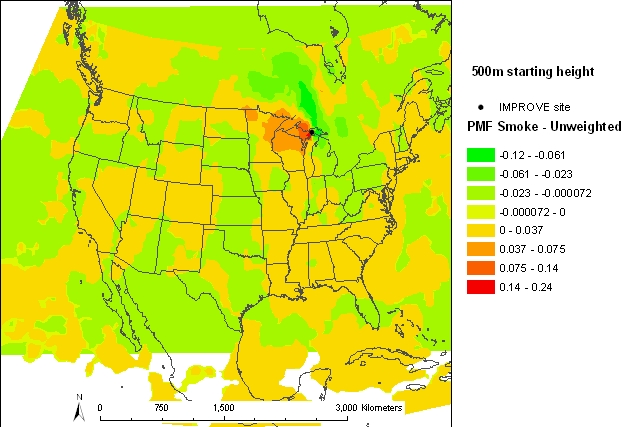 500m starting height
IMPROVE site
PMF Smoke - Unweighted
-0.12 - -0.061
-0.061 - -0.023
-0.023 - -0.000072
-0.000072 - 0
0 - 0.037
0.037 - 0.075
0.075 - 0.14
0.14 - 0.24
N
0 750 1,500 3,000 Kilometers